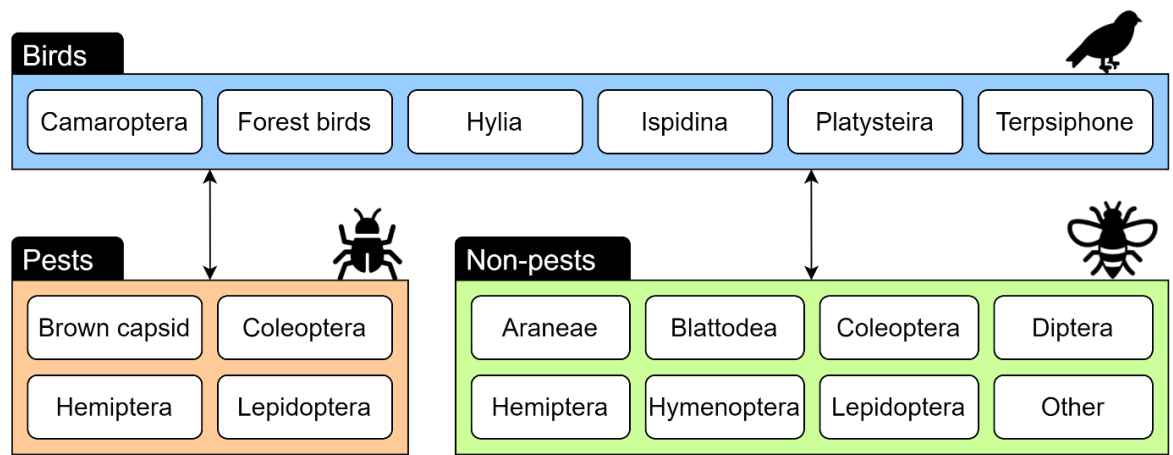 Birds
Camaroptera
Forest birds
Hylia
Ispidina
Platysteira
Terpsiphone
Pests
Brown capsid
Coleoptera
Hemiptera
Lepidoptera
Non-pests
Araneae
Blattodea
Coleoptera
Diptera
Hemiptera
Hymenoptera
Lepidoptera
Other